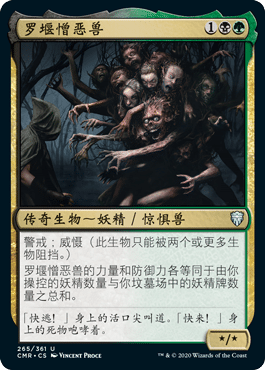 罗堰憎恶兽 1
传奇生物～妖精／惊惧兽
警戒；威慑（此生物只能被两个或更多生
物阻挡。）
罗堰憎恶兽的力量和防御力各等同于由你
操控的妖精数量与你坟墓场中的妖精牌数
量之总和。
「快逃！」身上的活口尖叫道。「快来！」身
上的死物咆哮着。
265/361 U
CMR • CS VINCENT PROCE
*/*
™ & © 2020 Wizards of the Coast